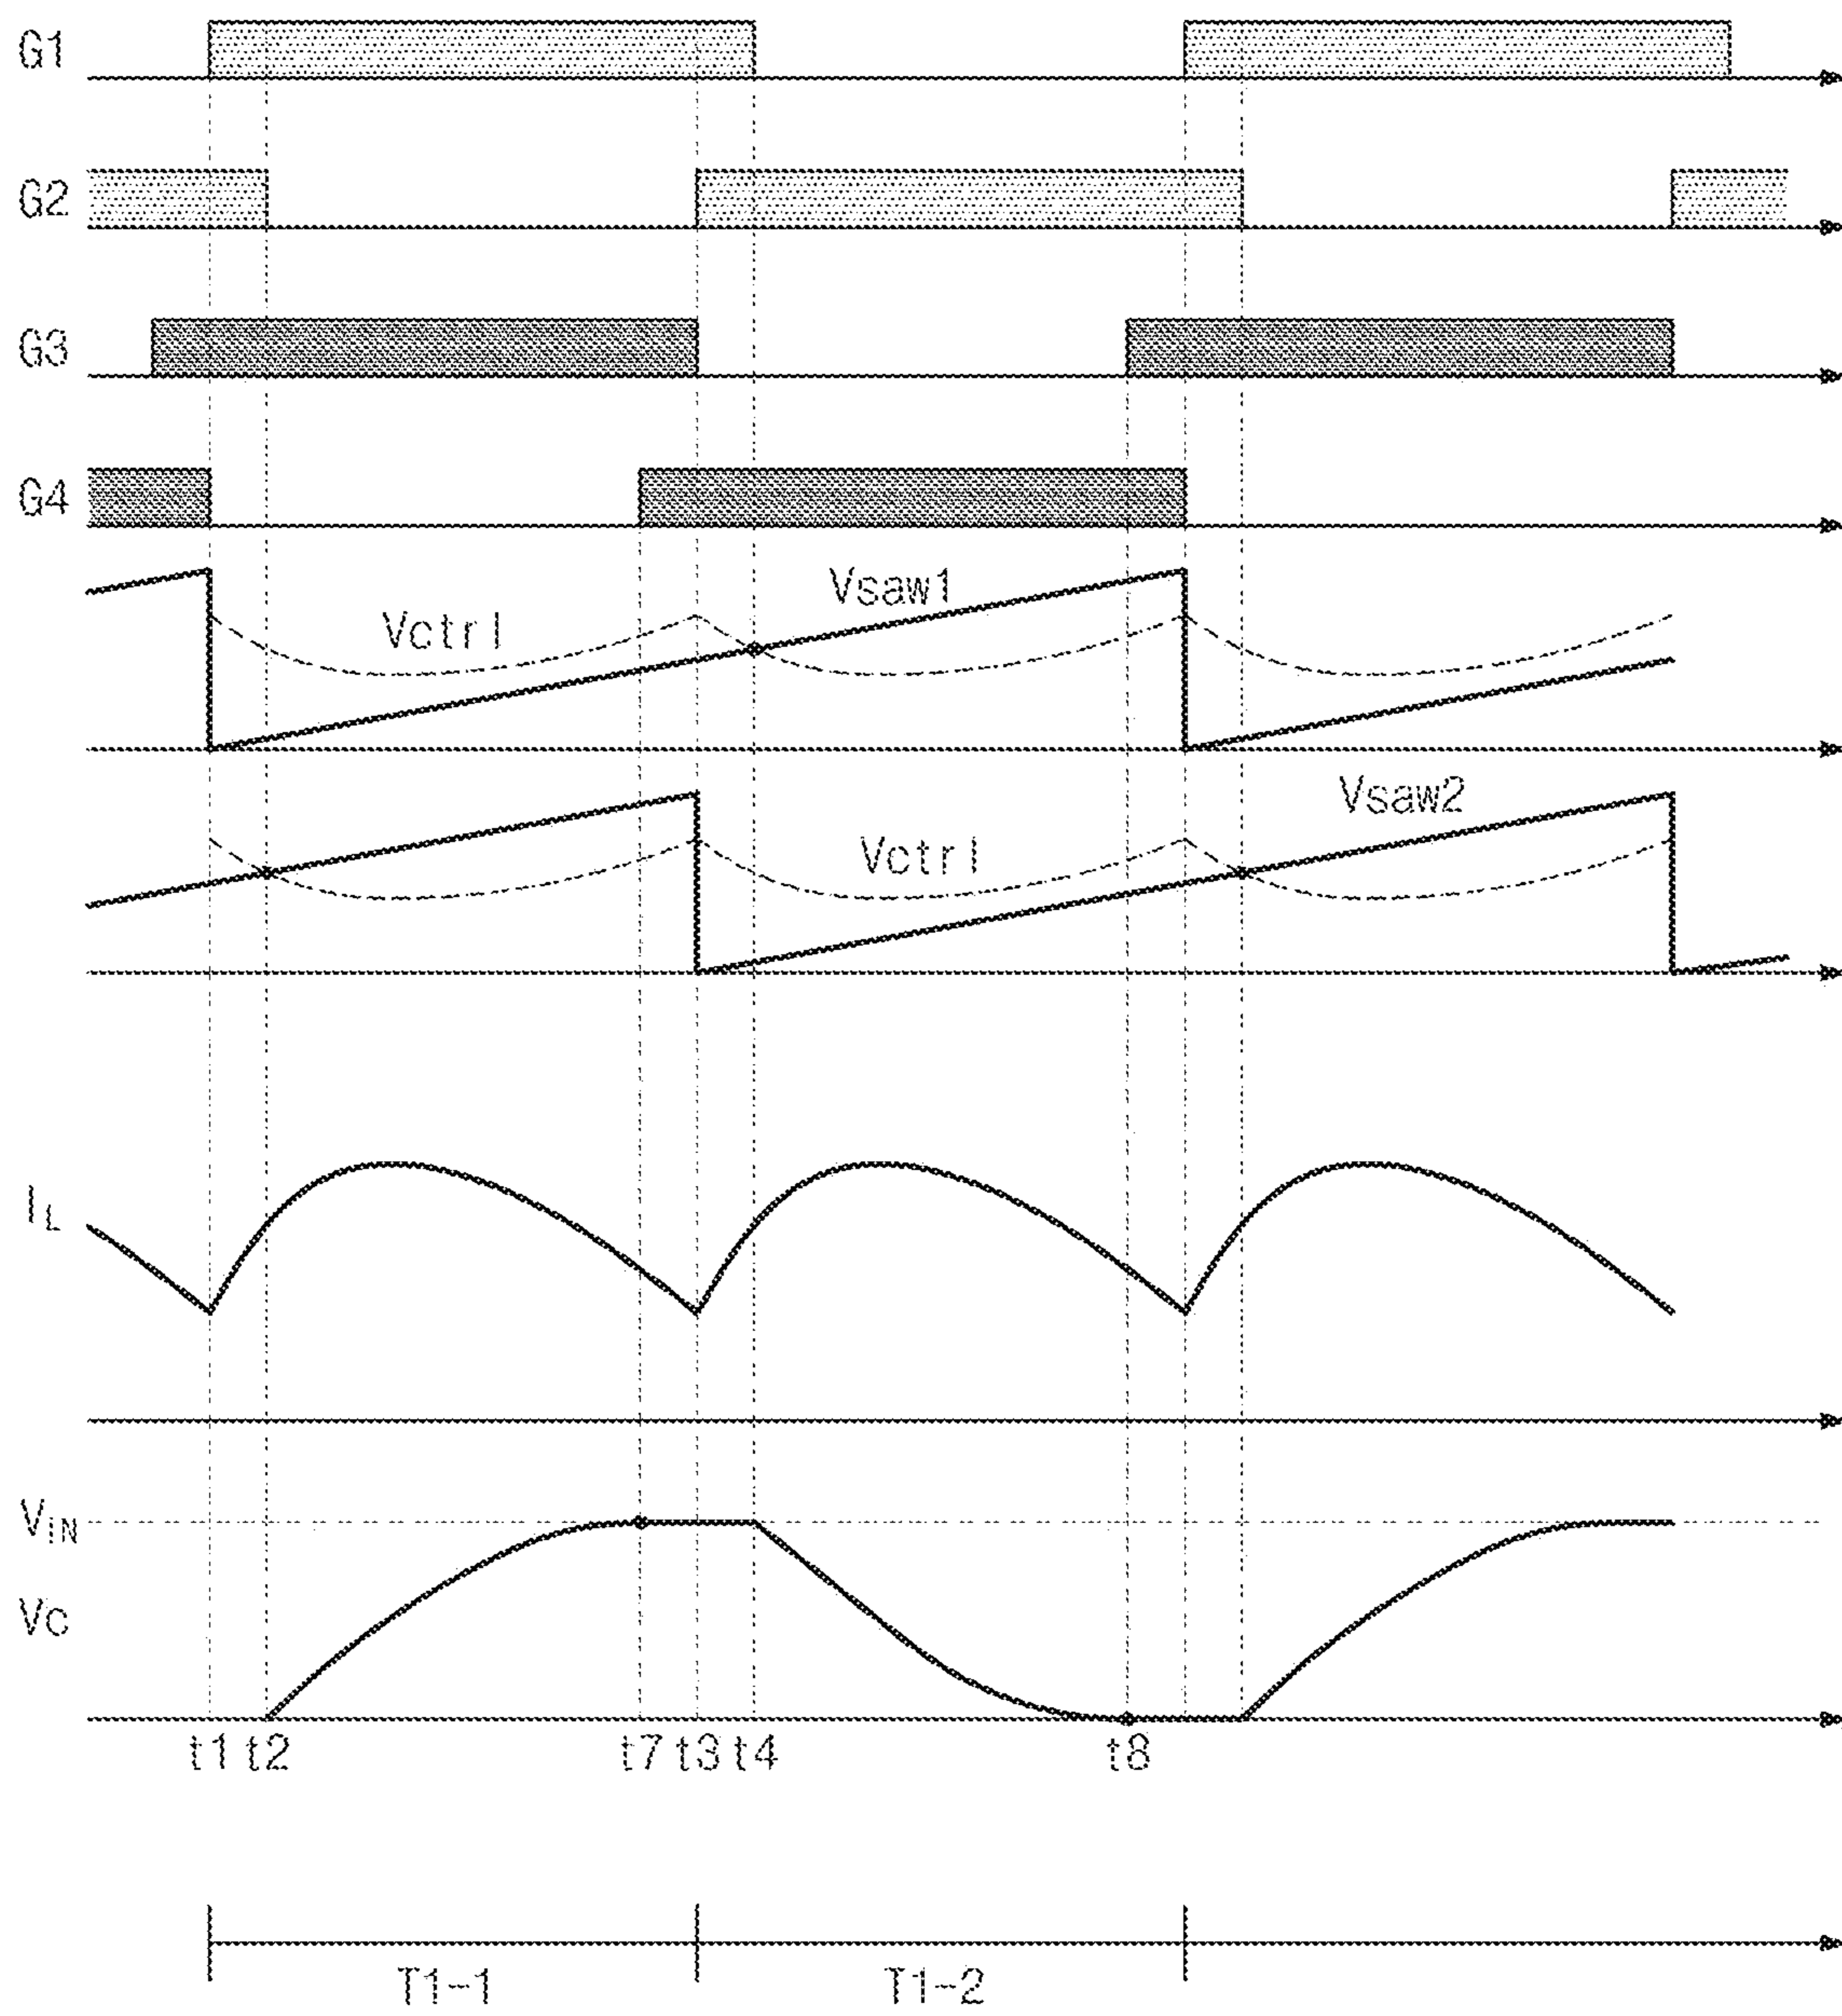 G1
G2
G3
G4
Vsaw1
Vctrl
Vsaw2
Vctrl
IL
VIN
Vc
t1 t2 t7 t3 t4 t8
T1-1 T1-2